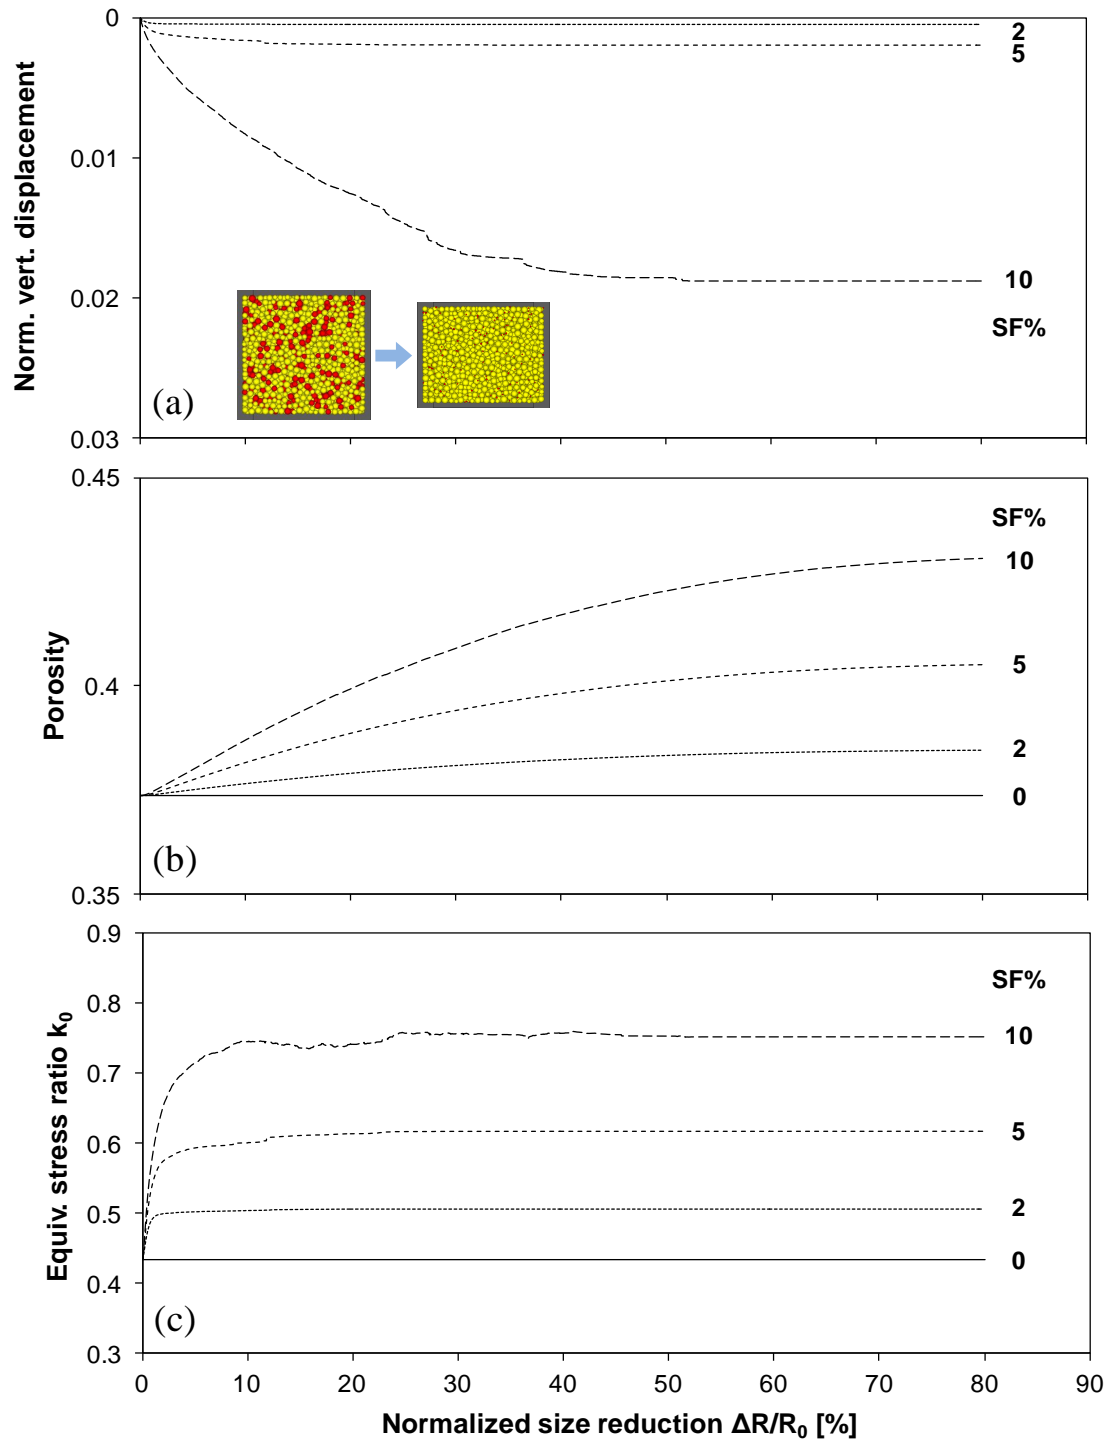 0
0.01
0.02
0.03
Norm. vert. displacement
2
5
10
SF%
(a)
0.45
0.4
0.35
Porosity
SF%
10
5
2
0
(b)
0.9
0.8
0.7
0.6
0.5
0.4
0.3
Equiv. stress ratio k₀
SF%
10
5
2
0
(c)
0 10 20 30 40 50 60 70 80 90
Normalized size reduction ΔR/R₀ [%]